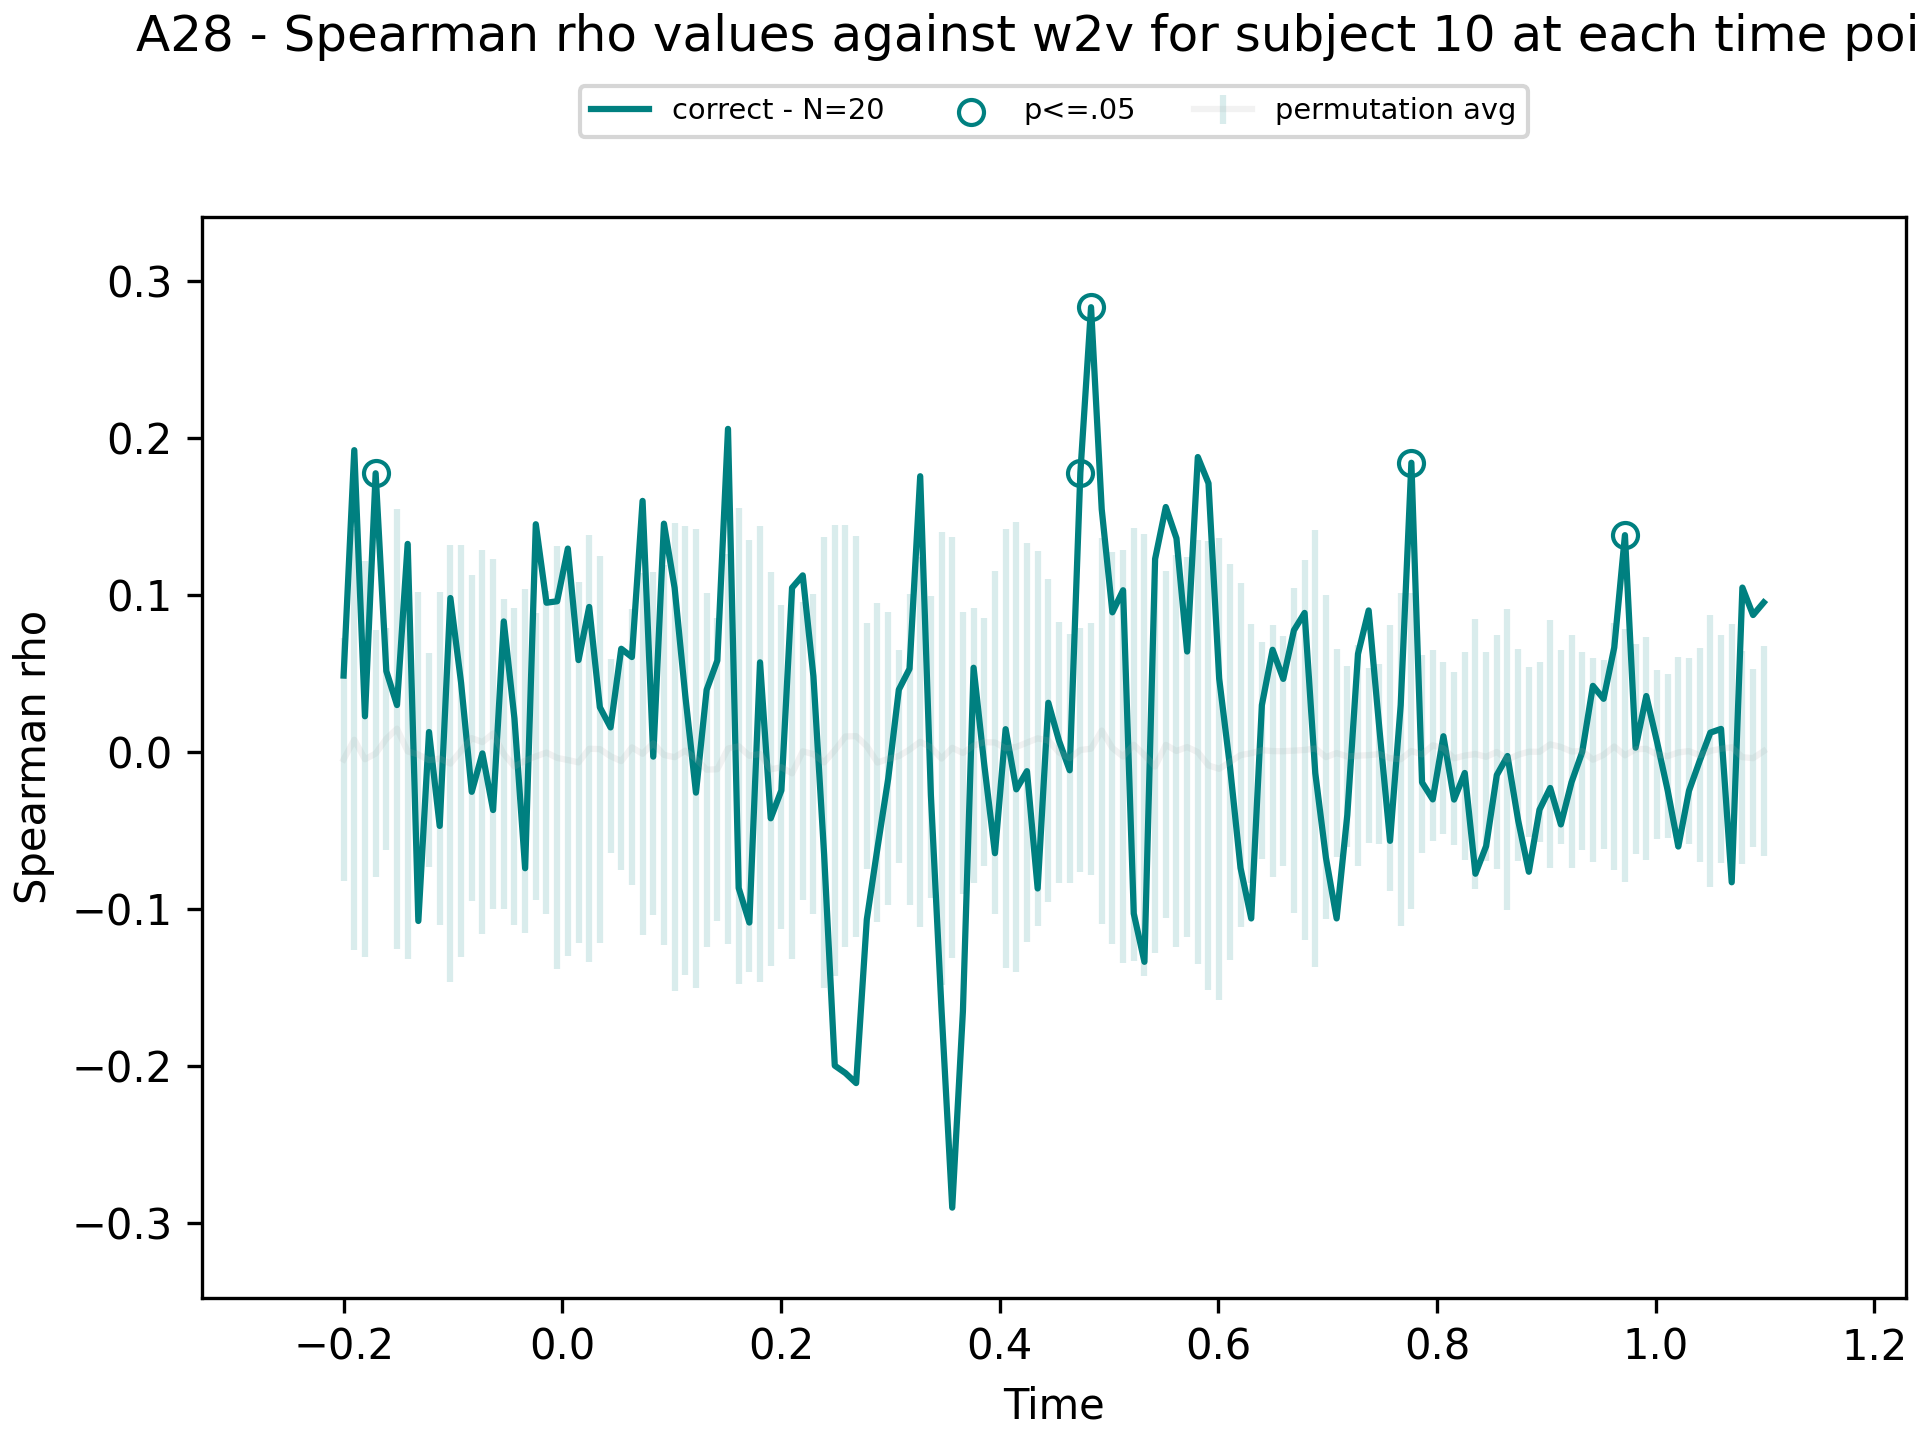 A28 - Spearman rho values against w2v for subject 10 at each time poi
correct - N=20 p<=.05 permutation avg
0.3
0.2
0.1
0.0
−0.1
−0.2
−0.3
Spearman rho
−0.2 0.0 0.2 0.4 0.6 0.8 1.0 1.2
Time